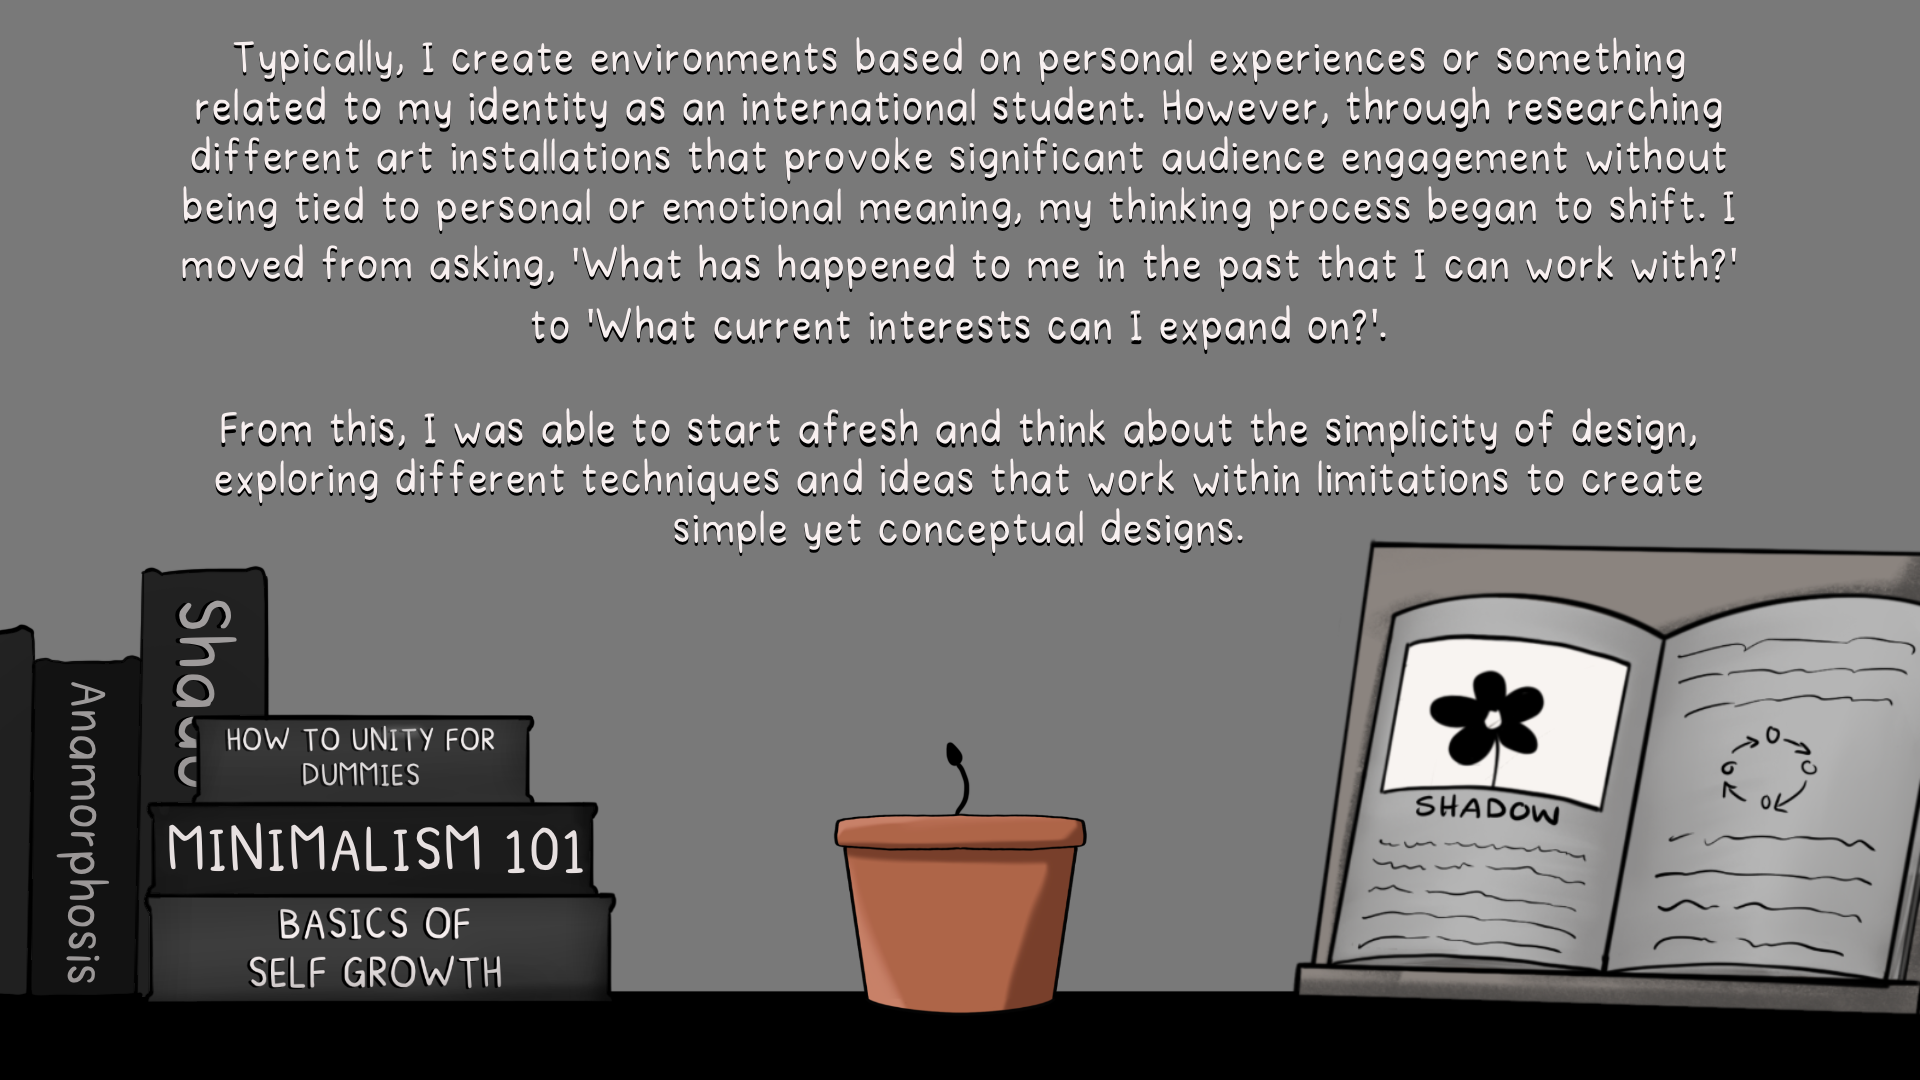 Typically, I create environments based on personal experiences or something
related to my identity as an international student. However, through researching
different art installations that provoke significant audience engagement without
being tied to personal or emotional meaning, my thinking process began to shift. I
moved from asking, 'What has happened to me in the past that I can work with?'
to 'What current interests can I expand on?'.
From this, I was able to start afresh and think about the simplicity of design,
exploring different techniques and ideas that work within limitations to create
simple yet conceptual designs.
Anamorphosis
Shado
HOW TO UNITY FOR
DUMMIES
MINIMALISM 101
BASICS OF
SELF GROWTH
SHADOW